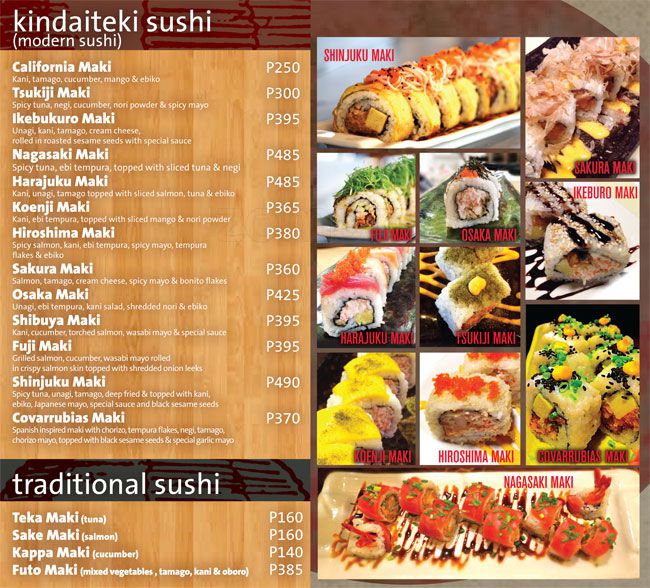 kindaiteki sushi
(modern sushi)
California Maki P250
Kani, tamago, cucumber, mango & ebiko
Tsukiji Maki P300
Spicy tuna, negi, cucumber, nori powder & spicy mayo
Ikebukuro Maki P395
Unagi, kani, tamago, cream cheese,
rolled in roasted sesame seeds with special sauce
Nagasaki Maki P485
Spicy tuna, ebi tempura, topped with sliced tuna & negi
Harajuku Maki P485
Kani, unagi, tamago topped with sliced salmon, tuna & ebiko
Koenji Maki P365
Kani, ebi tempura, topped with sliced mango & nori powder
Hiroshima Maki P380
Spicy salmon, kani, ebi tempura, spicy mayo, tempura
flakes & ebiko
Sakura Maki P360
Salmon, tamago, cream cheese, spicy mayo & bonito flakes
Osaka Maki P425
Unagi, ebi tempura, kani salad, shredded nori & ebiko
Shibuya Maki P395
Kani, cucumber, torched salmon, wasabi mayo & special sauce
Fuji Maki P395
Grilled salmon, cucumber, wasabi mayo rolled
in crispy salmon skin topped with shredded onion leeks
Shinjuku Maki P490
Spicy tuna, unagi, tamago, deep fried & topped with kani,
ebiko, Japanese mayo, special sauce and black sesame seeds
Covarrubias Maki P370
Spanish inspired maki with chorizo, tempura flakes, negi, tamago,
chorizo mayo, topped with black sesame seeds & special garlic mayo
traditional sushi
Teka Maki (tuna) P160
Sake Maki (salmon) P160
Kappa Maki (cucumber) P140
Futo Maki (mixed vegetables , tamago, kani & oboro) P385
SHINJUKU MAKI
SAKURA MAKI
FUJI MAKI
OSAKA MAKI
IKEBURO MAKI
HARAJUKU MAKI
TSUKIJI MAKI
KOENJI MAKI
HIROSHIMA MAKI
COVARRUBIAS MAKI
NAGASAKI MAKI